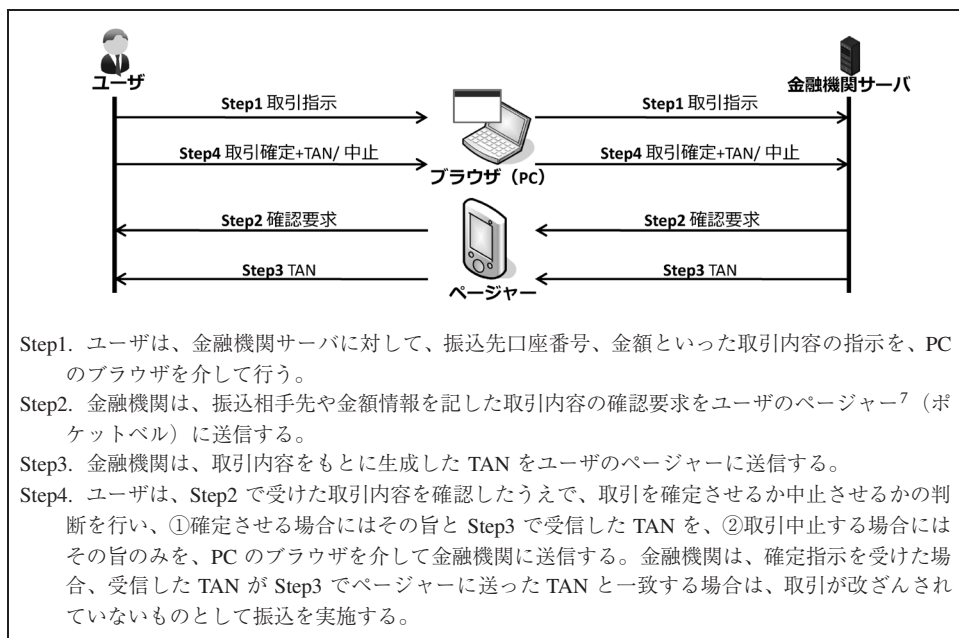 ユーザ
金融機関サーバ
Step1 取引指示
Step1 取引指示
Step4 取引確定+TAN/ 中止
Step4 取引確定+TAN/ 中止
ブラウザ（PC）
Step2 確認要求
Step2 確認要求
Step3 TAN
Step3 TAN
ページャー
Step1. ユーザは、金融機関サーバに対して、振込先口座番号、金額といった取引内容の指示を、PC
のブラウザを介して行う。
Step2. 金融機関は、振込相手先や金額情報を記した取引内容の確認要求をユーザのページャー7（ポ
ケットベル）に送信する。
Step3. 金融機関は、取引内容をもとに生成した TAN をユーザのページャーに送信する。
Step4. ユーザは、Step2 で受けた取引内容を確認したうえで、取引を確定させるか中止させるかの判
断を行い、①確定させる場合にはその旨と Step3 で受信した TAN を、②取引中止する場合には
その旨のみを、PC のブラウザを介して金融機関に送信する。金融機関は、確定指示を受けた場
合、受信した TAN が Step3 でページャーに送った TAN と一致する場合は、取引が改ざんされ
ていないものとして振込を実施する。